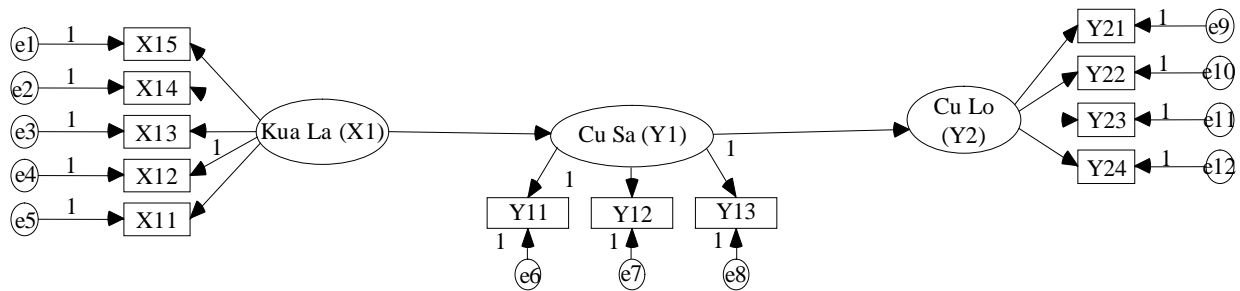 e1 1 X15
e2 1 X14
e3 1 X13
e4 1 X12
e5 1 X11
Kua La (X1)
1
Cu Sa (Y1)
1
1
Y11 Y12 Y13
1 1 1
e6 e7 e8
Cu Lo
(Y2)
Y21 1 e9
Y22 1 e10
Y23 1 e11
Y24 1 e12